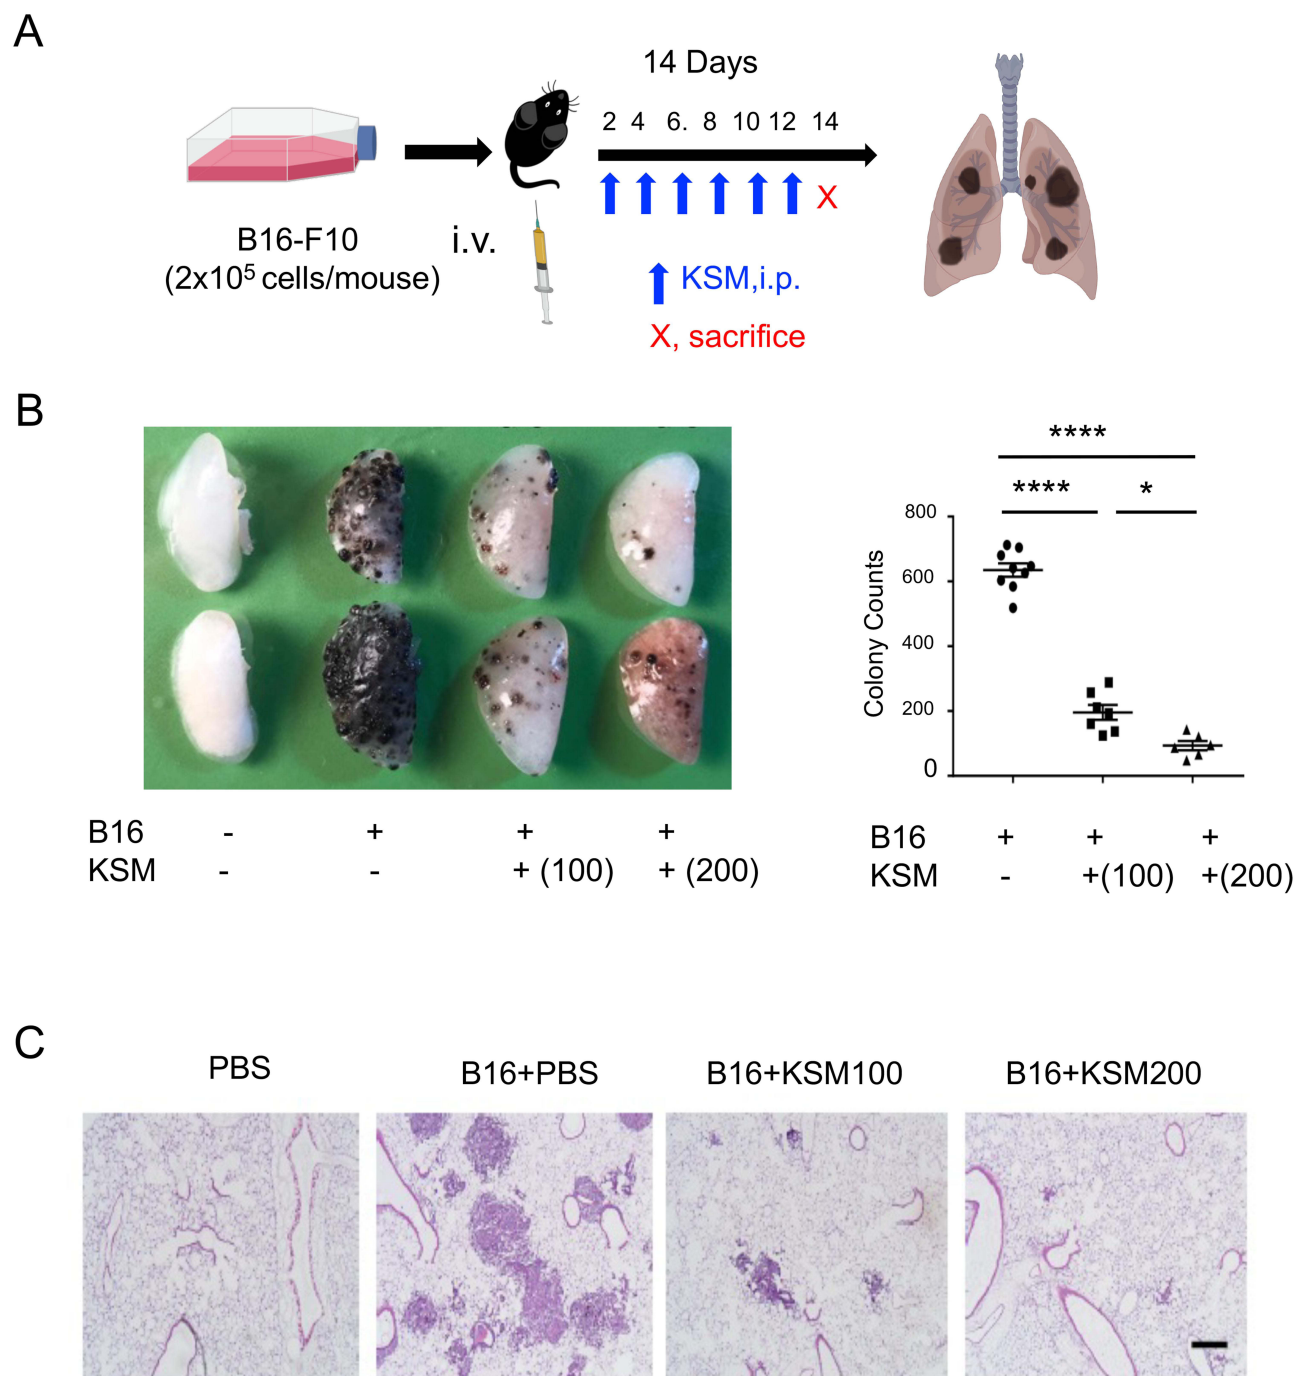 A
14 Days
2 4 6. 8 10 12 14
X
B16-F10
(2x10⁵ cells/mouse)
i.v.
KSM,i.p.
X, sacrifice
B
****
**** *
800
600
400
200
0
Colony Counts
B16 - + + +
KSM - - + (100) + (200)
B16 + + +
KSM - +(100) +(200)
C
PBS B16+PBS B16+KSM100 B16+KSM200